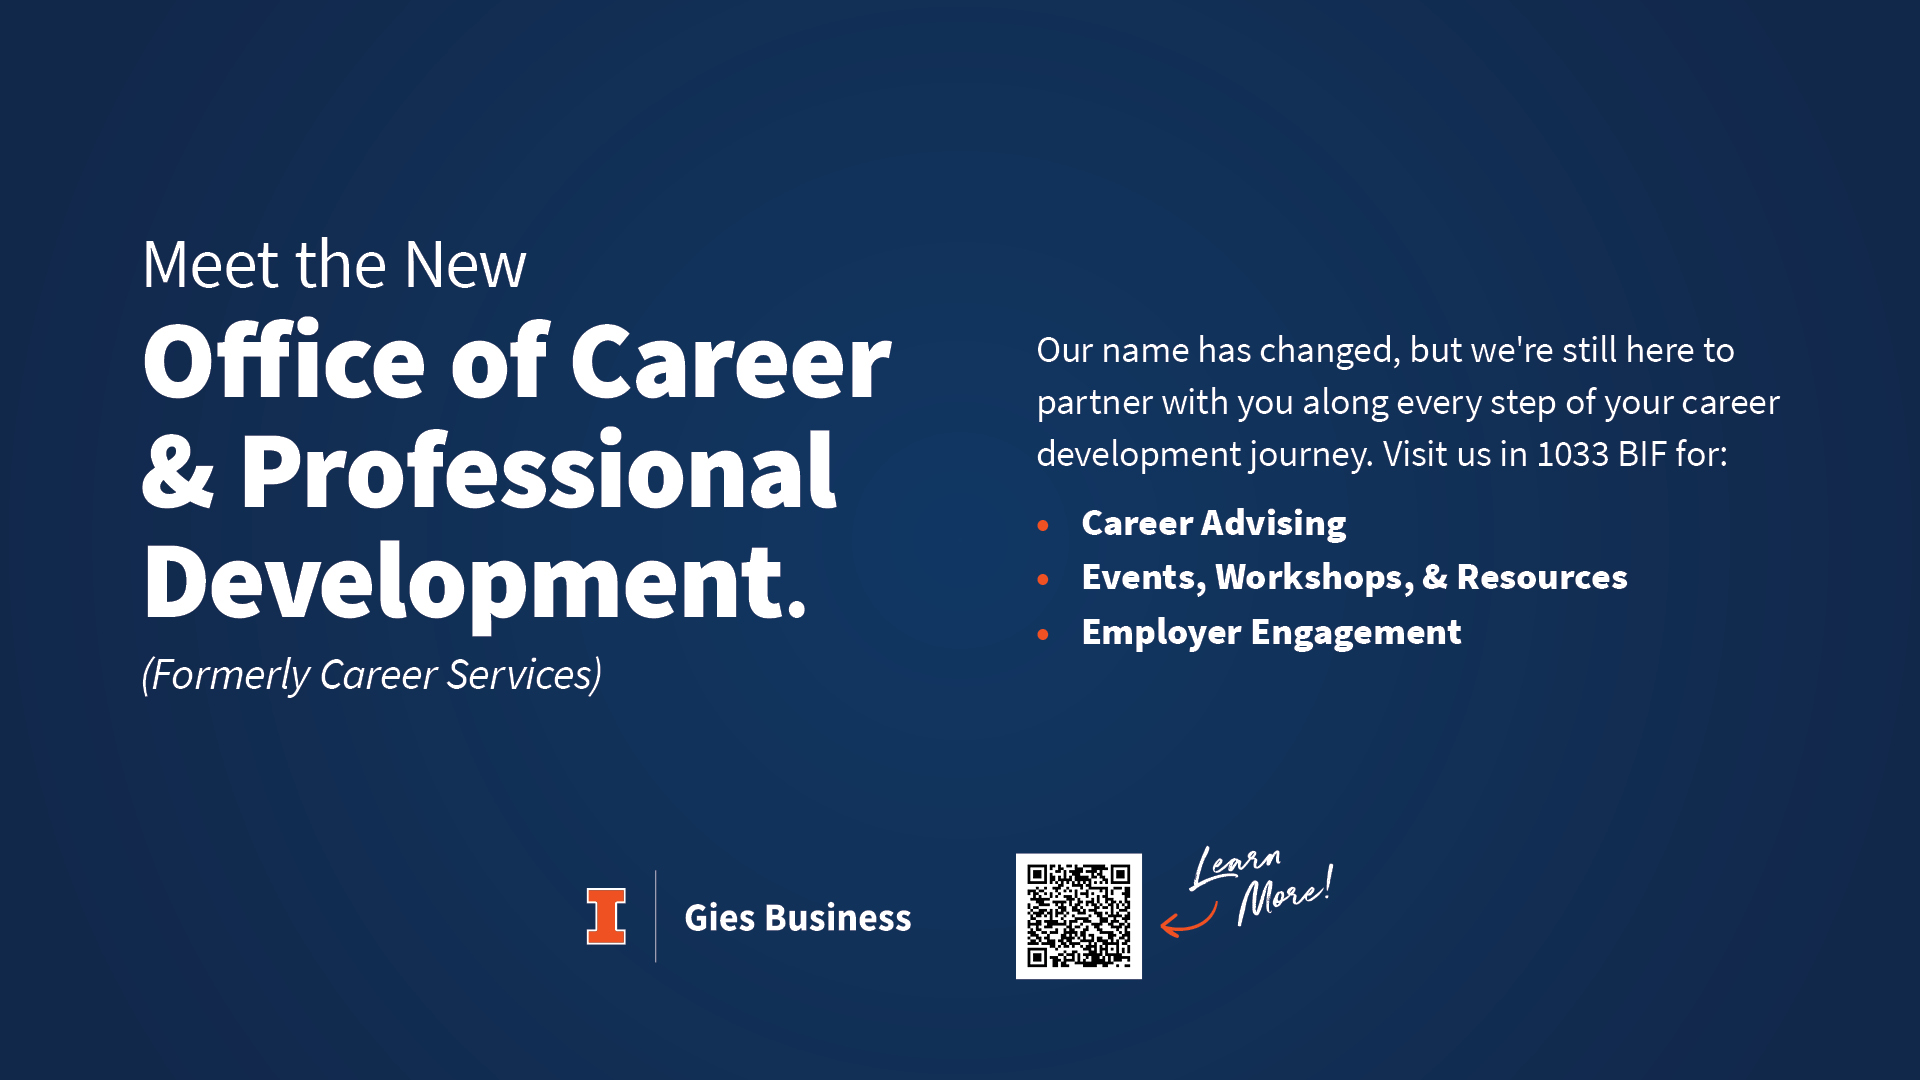 Meet the New
Office of Career
& Professional
Development.
(Formerly Career Services)
Our name has changed, but we're still here to
partner with you along every step of your career
development journey. Visit us in 1033 BIF for:
• Career Advising
• Events, Workshops, & Resources
• Employer Engagement
I
Gies Business
Learn
More!